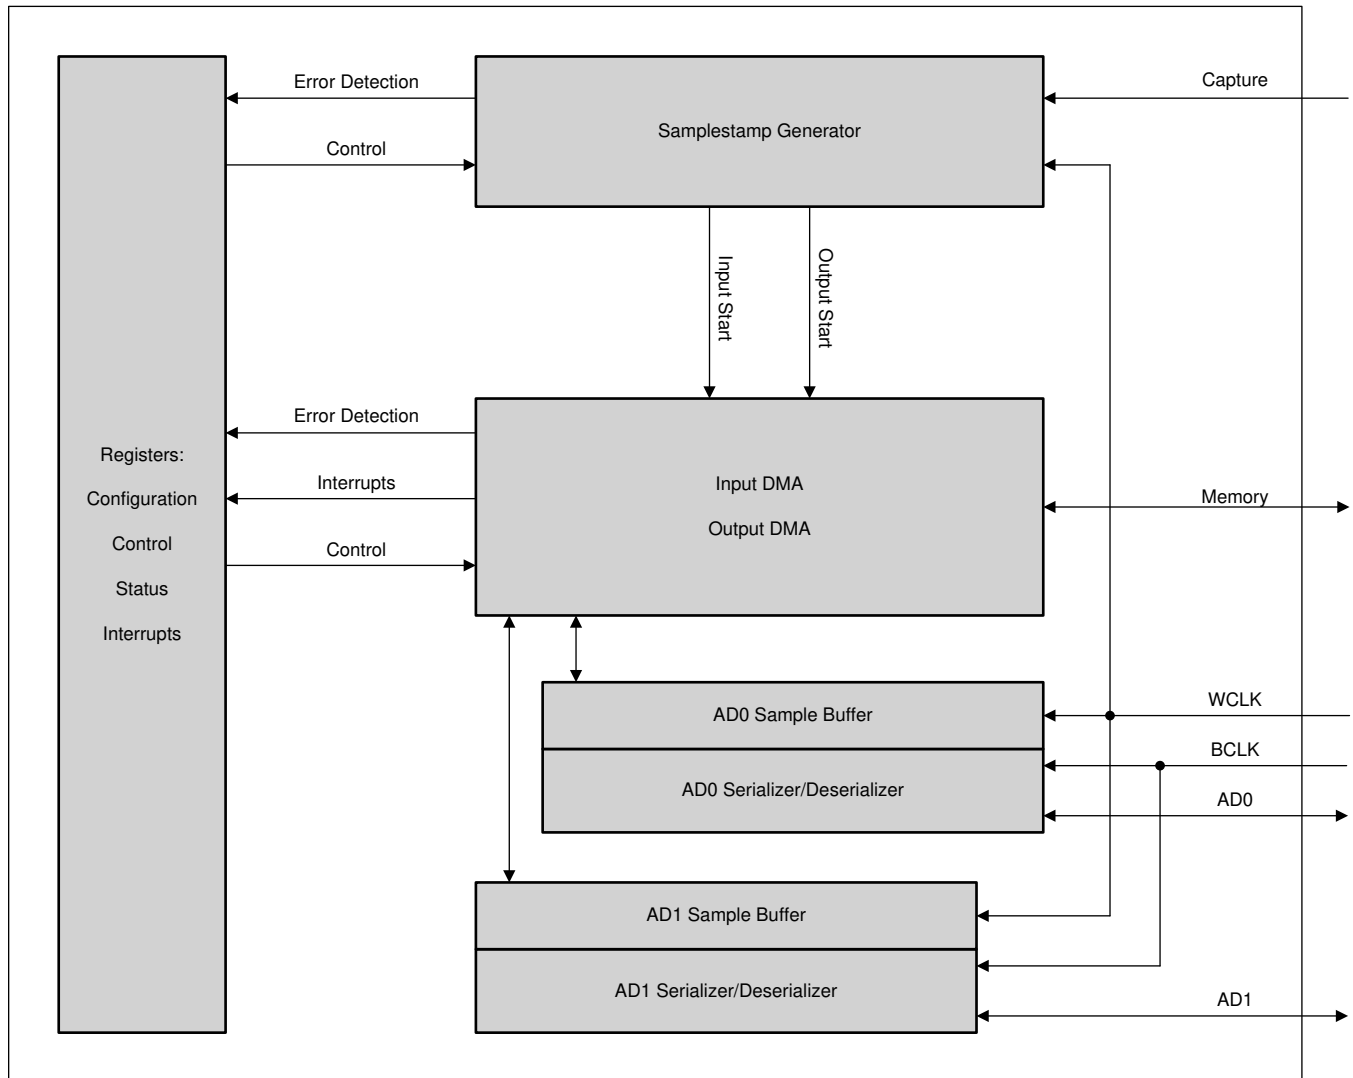 Error Detection
Capture
Samplestamp Generator
Control
Input Start
Output Start
Error Detection
Registers:
Configuration
Control
Status
Interrupts
Interrupts
Input DMA
Output DMA
Memory
Control
AD0 Sample Buffer
WCLK
BCLK
AD0 Serializer/Deserializer
AD0
AD1 Sample Buffer
AD1 Serializer/Deserializer
AD1